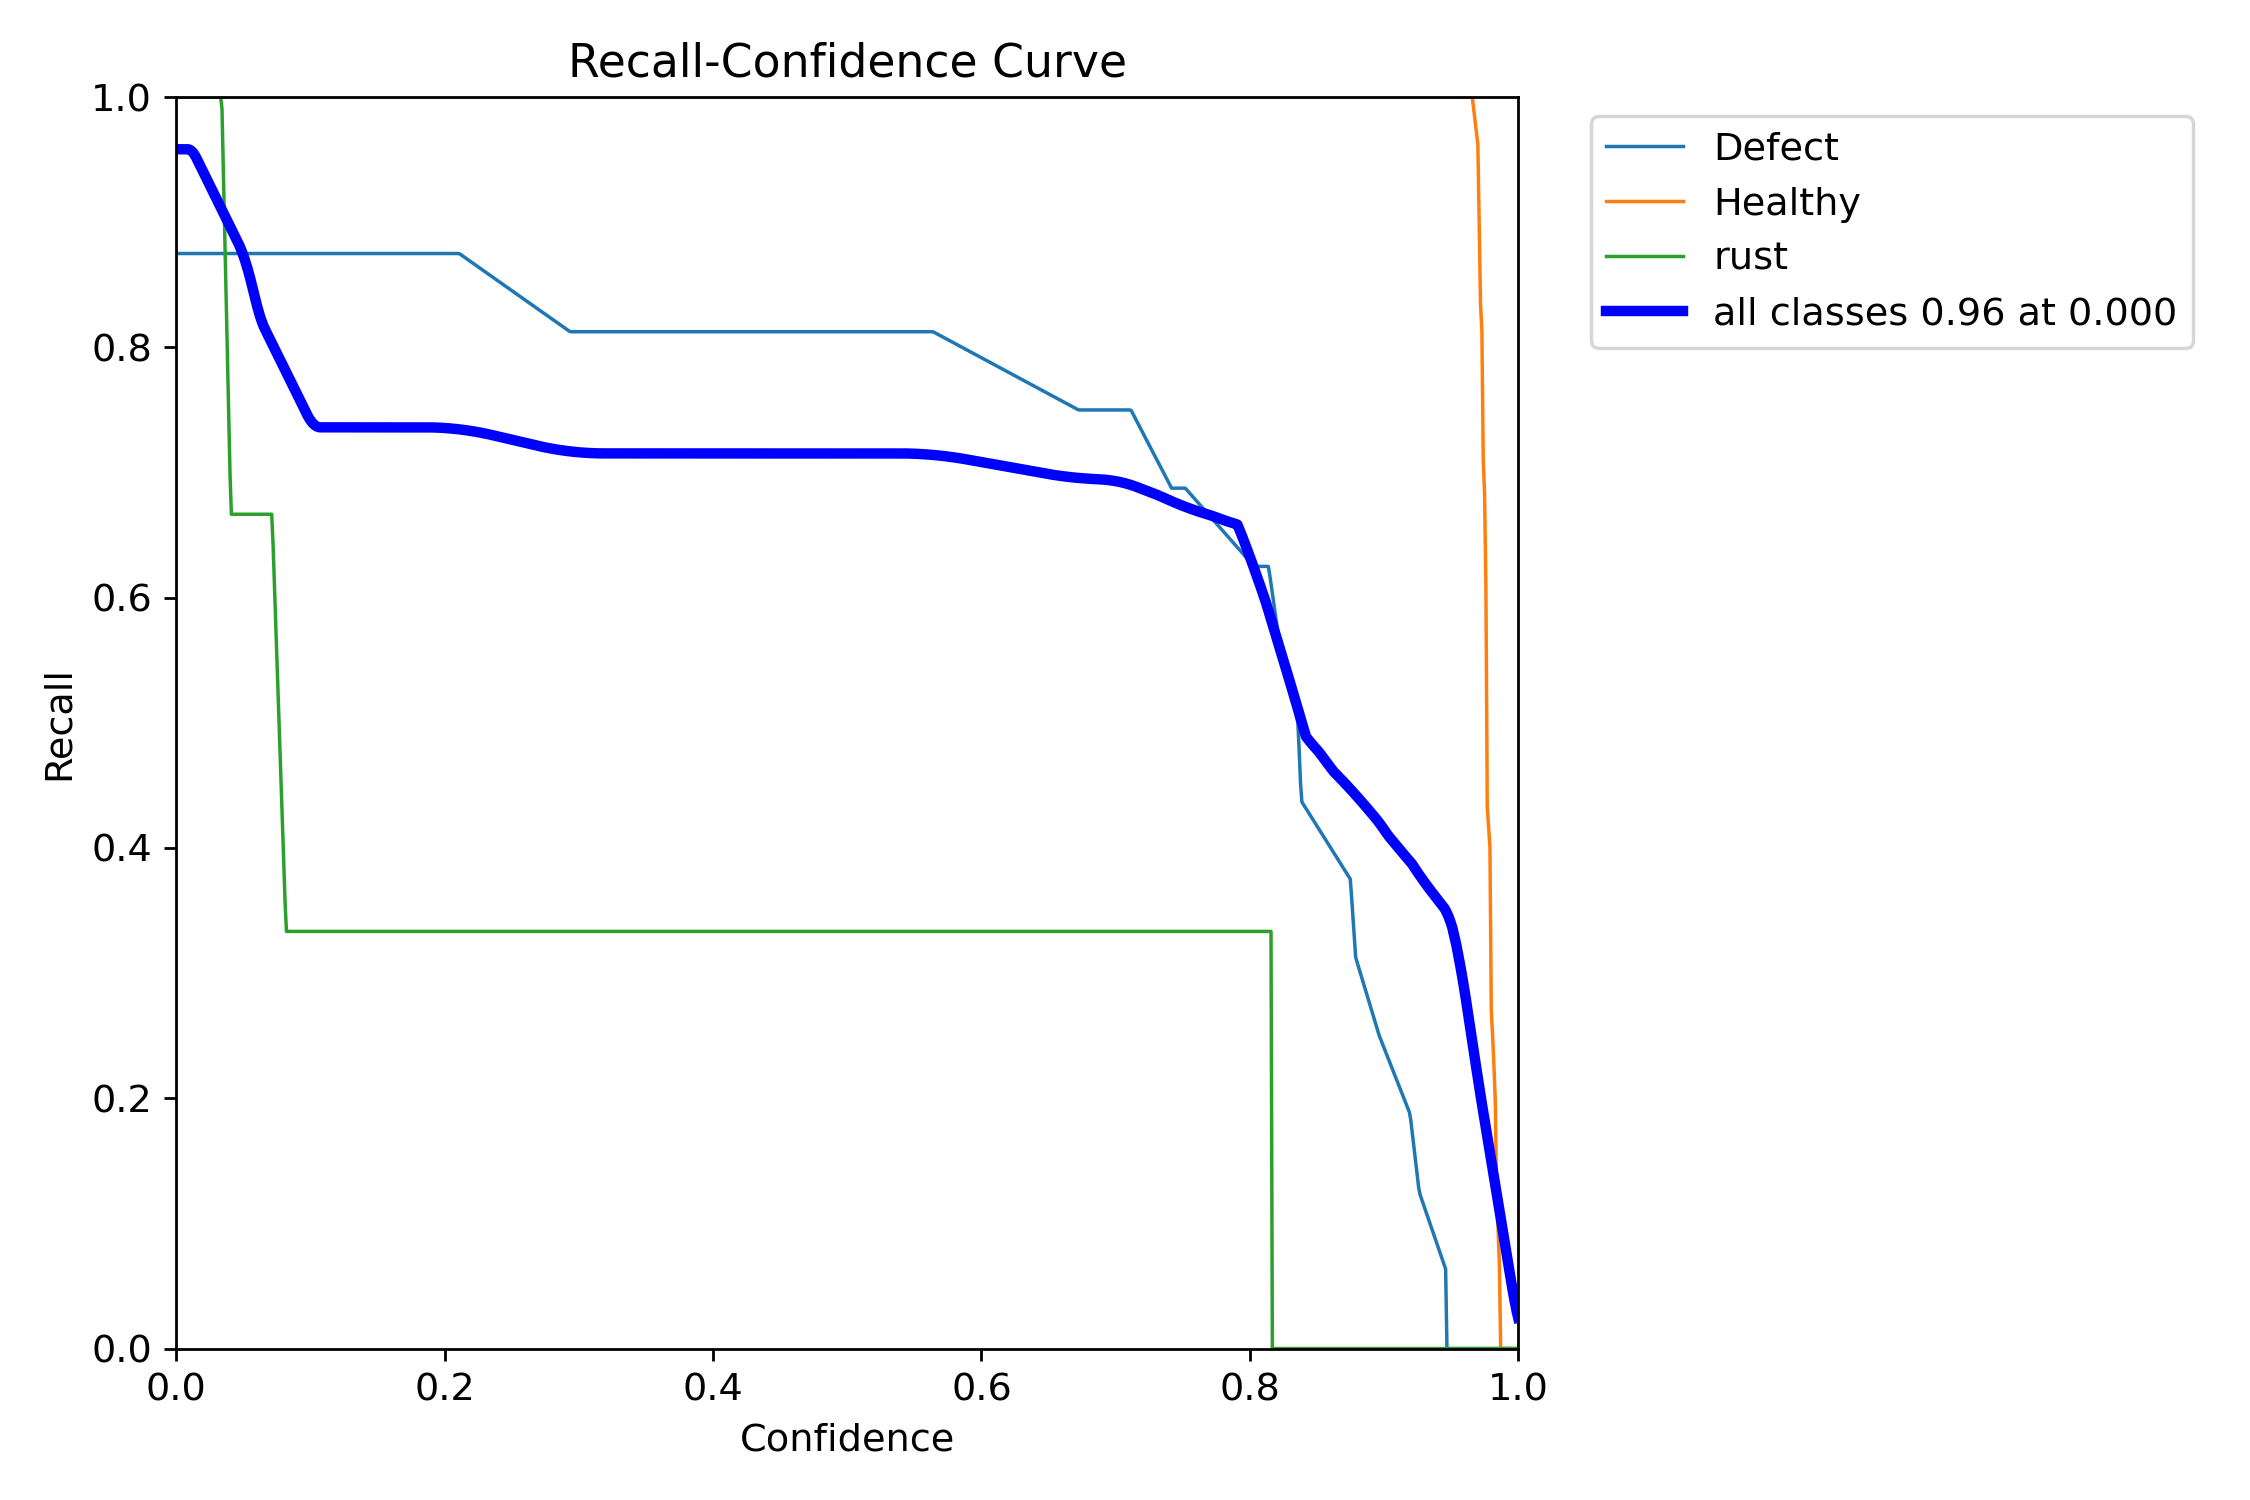 Recall-Confidence Curve
1.0
0.8
0.6
0.4
0.2
0.0
Recall
0.0 0.2 0.4 0.6 0.8 1.0
Confidence
Defect
Healthy
rust
all classes 0.96 at 0.000